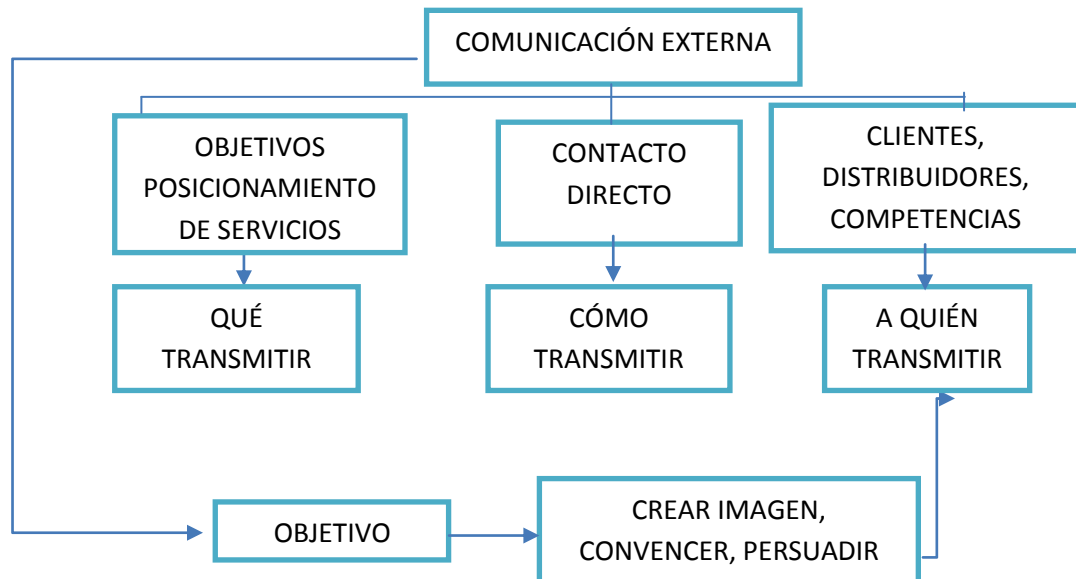 COMUNICACIÓN EXTERNA
OBJETIVOS
POSICIONAMIENTO
DE SERVICIOS
CONTACTO
DIRECTO
CLIENTES,
DISTRIBUIDORES,
COMPETENCIAS
QUÉ
TRANSMITIR
CÓMO
TRANSMITIR
A QUIÉN
TRANSMITIR
OBJETIVO
CREAR IMAGEN,
CONVENCER, PERSUADIR